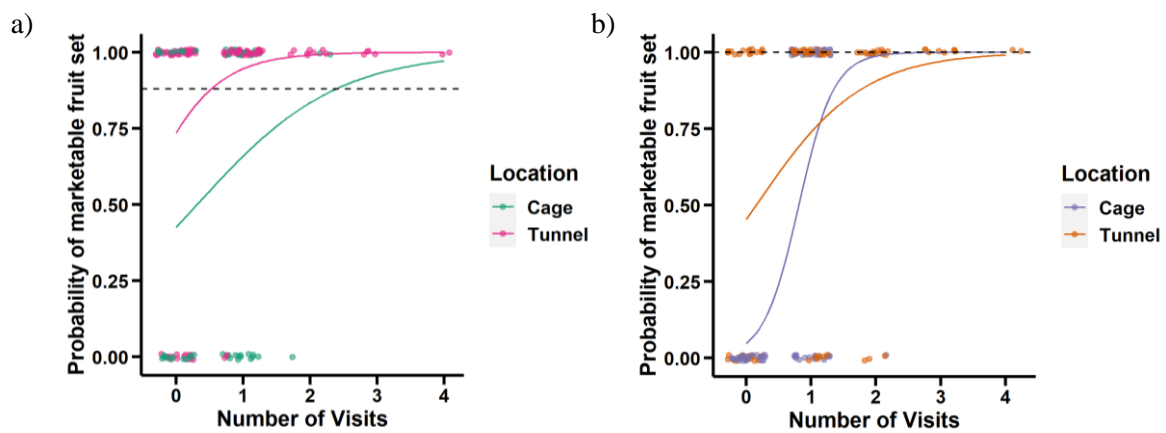 a)
Probability of marketable fruit set
1.00
0.75
0.50
0.25
0.00
0 1 2 3 4
Number of Visits
Location
Cage
Tunnel
b)
Probability of marketable fruit set
1.00
0.75
0.50
0.25
0.00
0 1 2 3 4
Number of Visits
Location
Cage
Tunnel